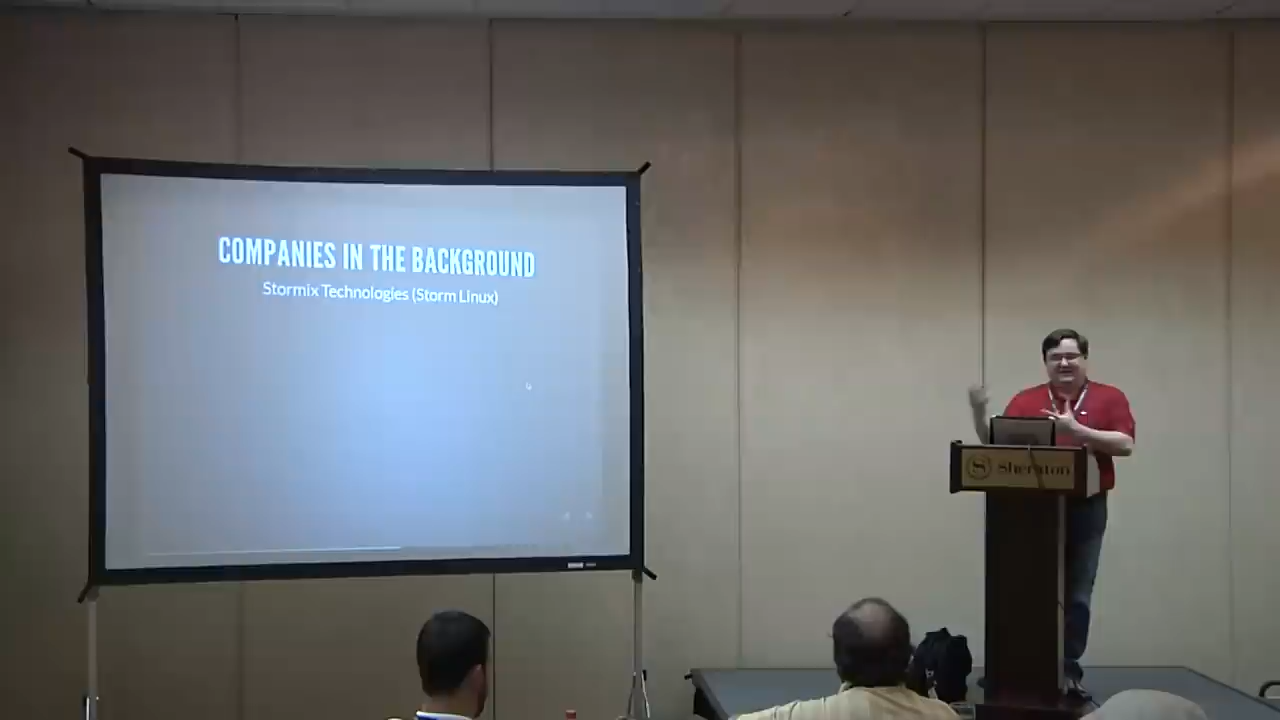 COMPANIES IN THE BACKGROUND
Stormix Technologies (Storm Linux)
S Sheraton